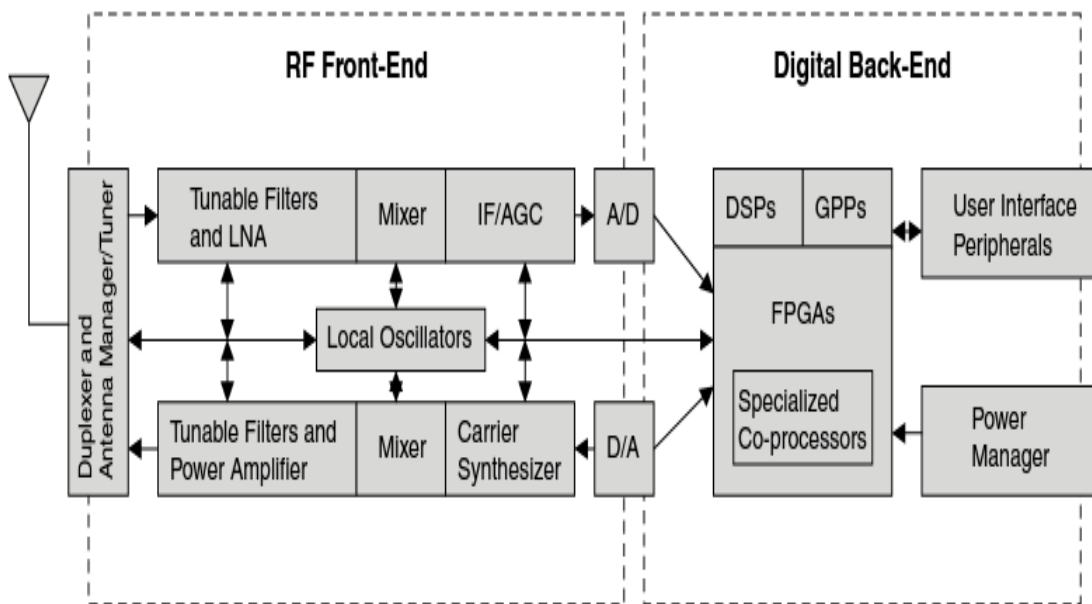 RF Front-End
Digital Back-End
Duplexer and
Antenna Manager/Tuner
Tunable Filters
and LNA
Mixer
IF/AGC
A/D
DSPs
GPPs
User Interface
Peripherals
FPGAs
Local Oscillators
Specialized
Co-processors
Tunable Filters and
Power Amplifier
Mixer
Carrier
Synthesizer
D/A
Power
Manager